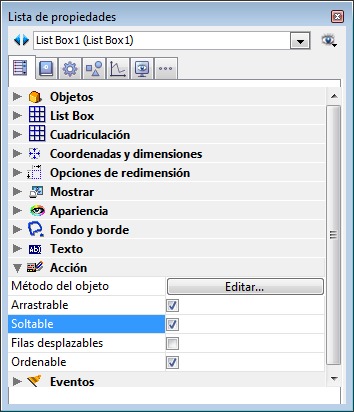 Lista de propiedades
List Box1 (List Box1)
Objetos
List Box
Cuadriculación
Coordenadas y dimensiones
Opciones de redimensión
Mostrar
Apariencia
Fondo y borde
Texto
Acción
Método del objeto Editar...
Arrastrable
Soltable
Filas desplazables
Ordenable
Eventos